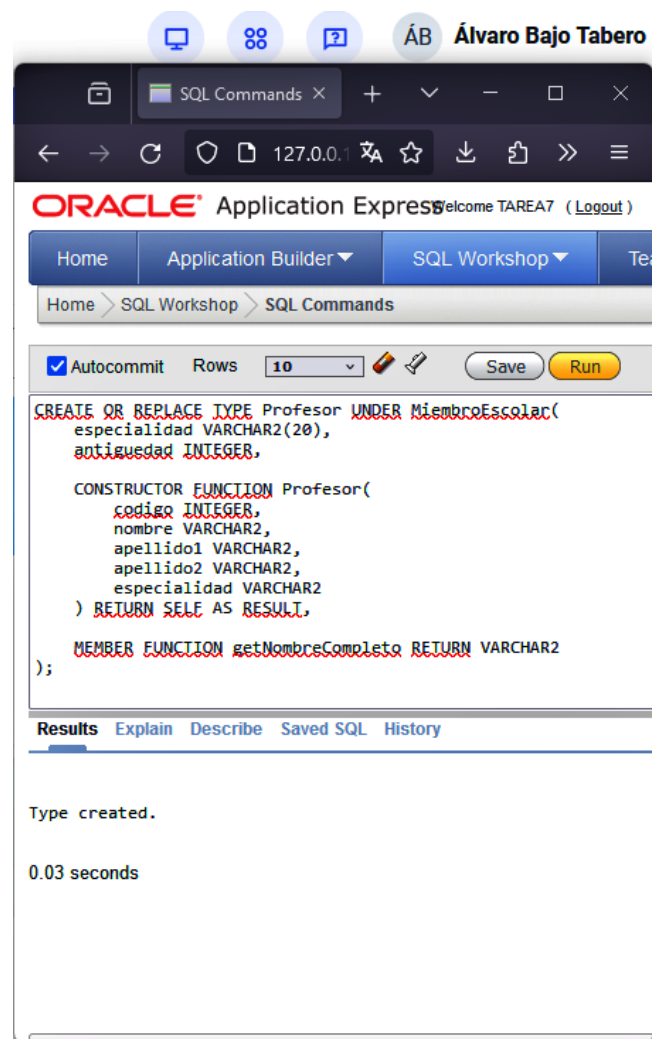 ÁB Álvaro Bajo Tabero
SQL Commands
127.0.0.1
ORACLE Application Express Welcome TAREA7 ( Logout )
Home Application Builder SQL Workshop Tea
Home SQL Workshop SQL Commands
Autocommit Rows 10 Save Run
CREATE OR REPLACE TYPE Profesor UNDER MiembroEscolar(
especialidad VARCHAR2(20),
antiguedad INTEGER,
CONSTRUCTOR FUNCTION Profesor(
codigo INTEGER,
nombre VARCHAR2,
apellido1 VARCHAR2,
apellido2 VARCHAR2,
especialidad VARCHAR2
) RETURN SELF AS RESULT,
MEMBER FUNCTION getNombreCompleto RETURN VARCHAR2
);
Results Explain Describe Saved SQL History
Type created.
0.03 seconds